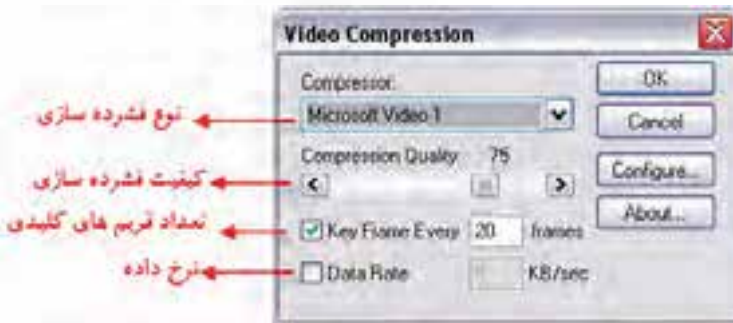 Video Compression
Compressor:
OK
نوع فشرده سازی
Microsoft Video 1
Cancel
Compression Quality: 75
Configure...
کیفیت فشرده سازی
تعداد فریم های کلیدی
Key Frame Every 20 frames
About...
نرخ داده
Data Rate
KB/sec